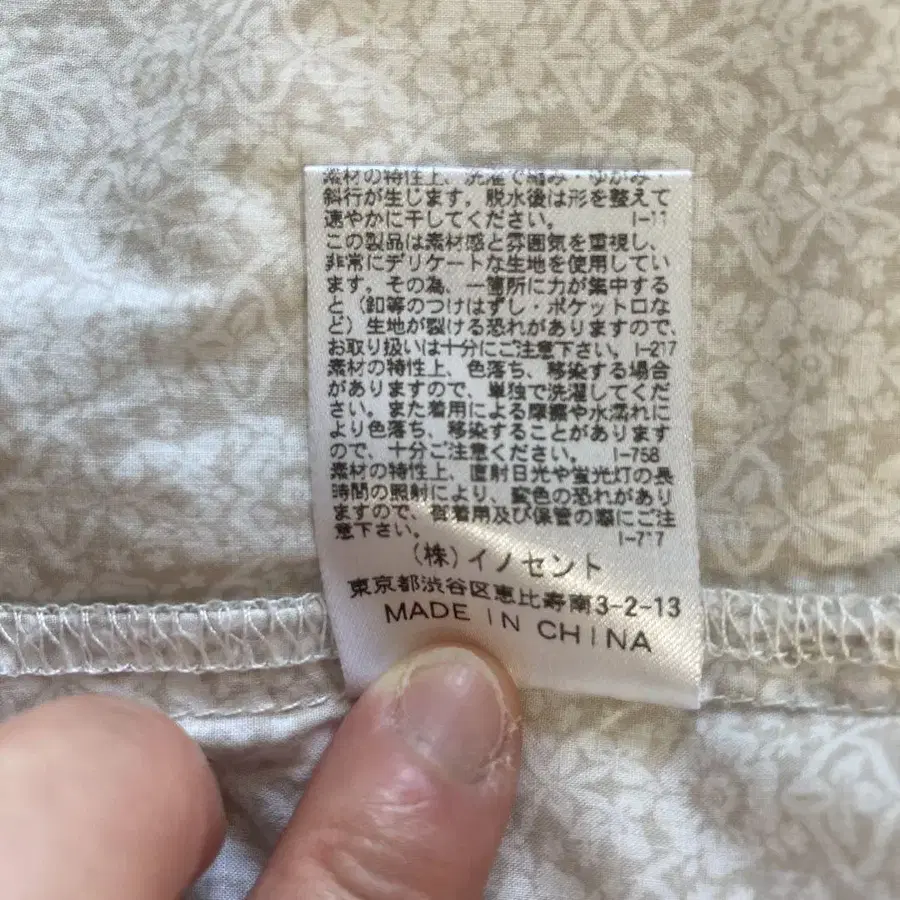 素材の特性上、洗濯で縮み・ゆがみ・
斜行が生じます。脱水後は形を整えて
速やかに干してください。 I-11
この製品は素材感と雰囲気を重視し、
非常にデリケートな生地を使用してい
ます。その為、一箇所に力が集中する
と（釦等のつけはずし・ポケット口な
ど）生地が裂ける恐れがありますので、
お取り扱いは十分にご注意下さい。 I-217
素材の特性上、色落ち、移染する場合
がありますので、単独で洗濯してくだ
さい。また着用による摩擦や水濡れに
より色落ち、移染することがあります
ので、十分ご注意ください。 I-758
素材の特性上、直射日光や蛍光灯の長
時間の照射により、変色の恐れがあり
ますので、御着用及び保管の際にご注
意下さい。 I-717
（株）イノセント
東京都渋谷区恵比寿南3-2-13
MADE IN CHINA